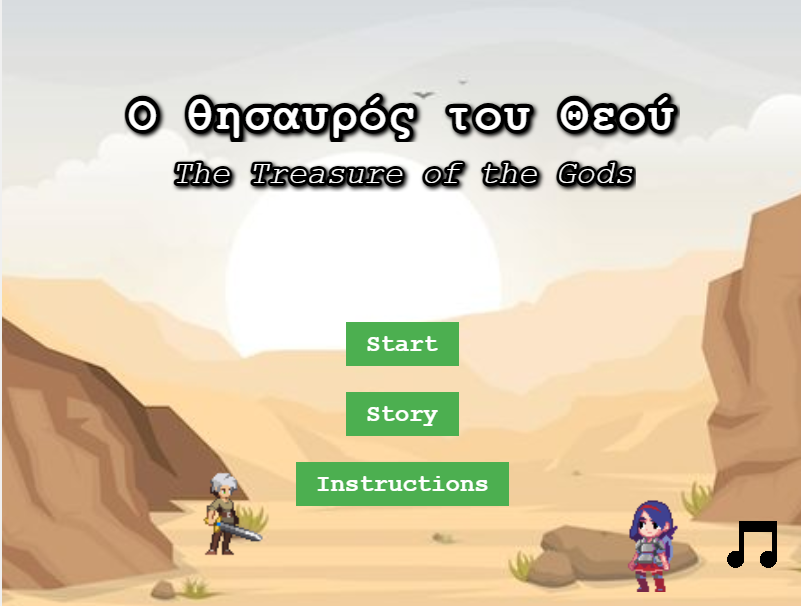 Ο θησαυρός του Θεού
The Treasure of the Gods
Start
Story
Instructions